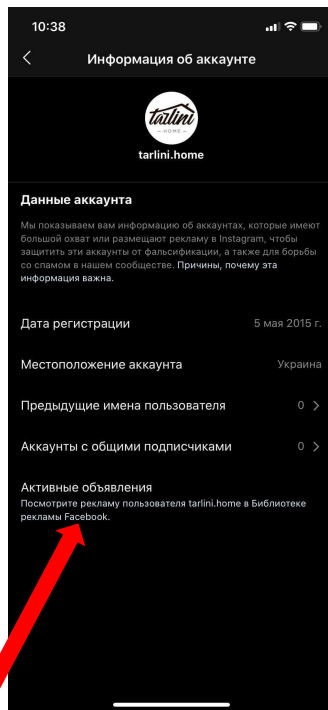 10:38
Информация об аккаунте
tarlini
HOME
tarlini.home
Данные аккаунта
Мы показываем вам информацию об аккаунтах, которые имеют
большой охват или размещают рекламу в Instagram, чтобы
защитить эти аккаунты от фальсификации, а также для борьбы
со спамом в нашем сообществе. Причины, почему эта
информация важна.
Дата регистрации 5 мая 2015 г.
Местоположение аккаунта Украина
Предыдущие имена пользователя 0
Аккаунты с общими подписчиками 0
Активные объявления
Посмотрите рекламу пользователя tarlini.home в Библиотеке
рекламы Facebook.